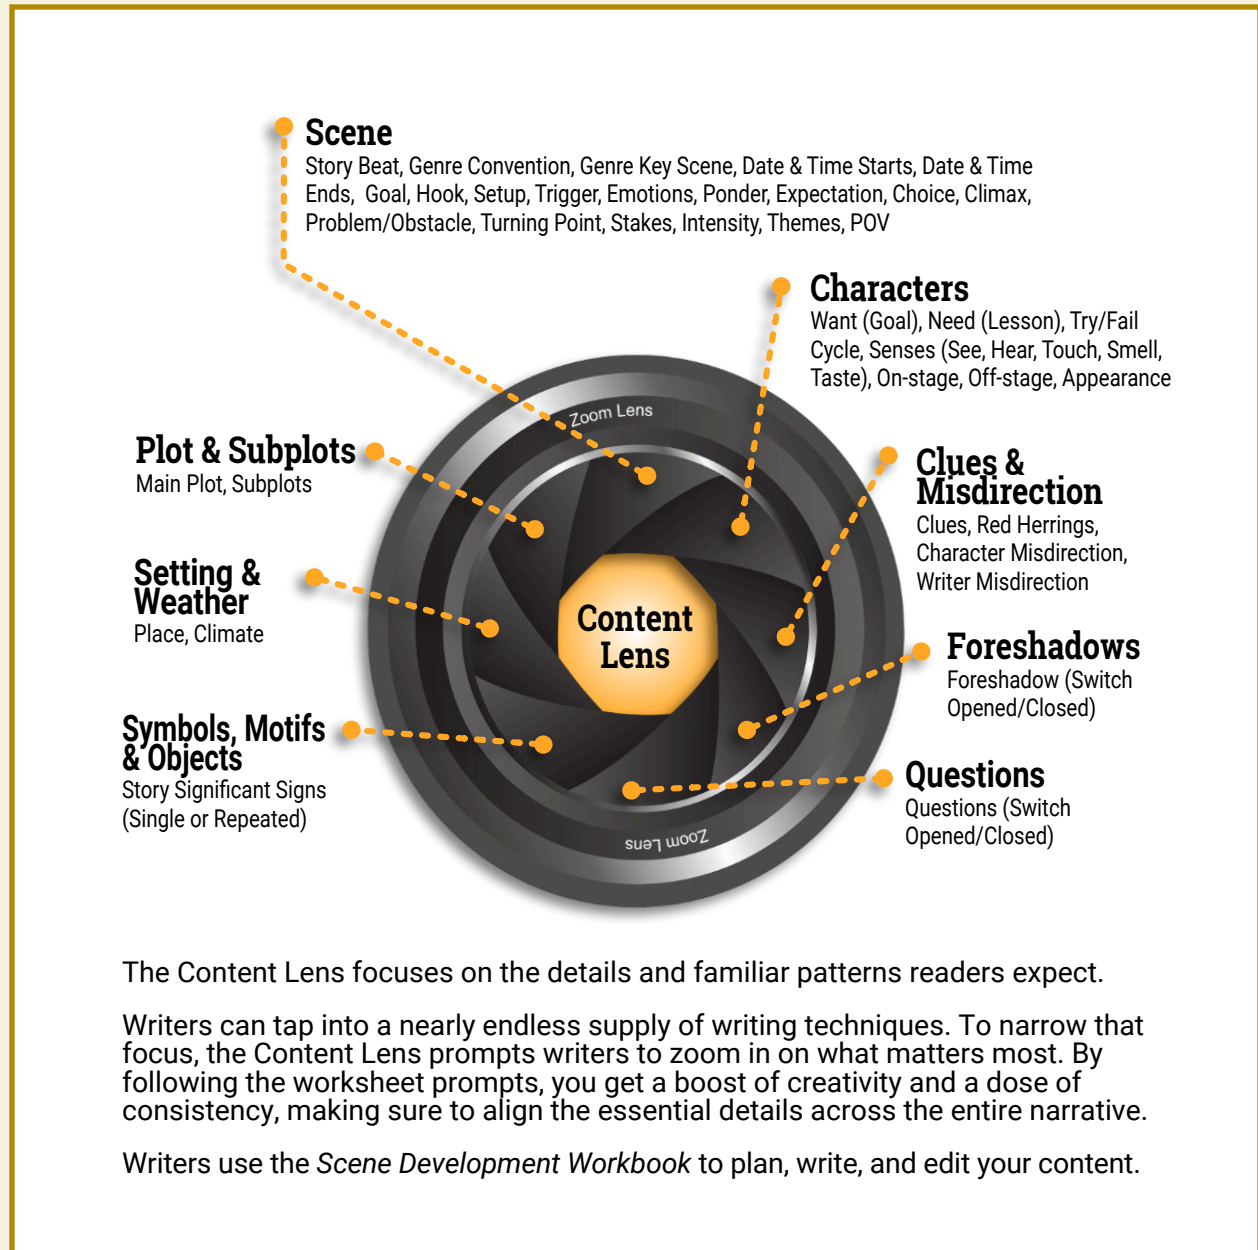 Scene
Story Beat, Genre Convention, Genre Key Scene, Date & Time Starts, Date & Time
Ends, Goal, Hook, Setup, Trigger, Emotions, Ponder, Expectation, Choice, Climax,
Problem/Obstacle, Turning Point, Stakes, Intensity, Themes, POV
Characters
Want (Goal), Need (Lesson), Try/Fail
Cycle, Senses (See, Hear, Touch, Smell,
Taste), On-stage, Off-stage, Appearance
Zoom Lens
Plot & Subplots
Main Plot, Subplots
Clues &
Misdirection
Clues, Red Herrings,
Character Misdirection,
Writer Misdirection
Setting &
Weather
Place, Climate
Content
Lens
Foreshadows
Foreshadow (Switch
Opened/Closed)
Symbols, Motifs
& Objects
Story Significant Signs
(Single or Repeated)
Questions
Questions (Switch
Opened/Closed)
Zoom Lens
The Content Lens focuses on the details and familiar patterns readers expect.
Writers can tap into a nearly endless supply of writing techniques. To narrow that
focus, the Content Lens prompts writers to zoom in on what matters most. By
following the worksheet prompts, you get a boost of creativity and a dose of
consistency, making sure to align the essential details across the entire narrative.
Writers use the Scene Development Workbook to plan, write, and edit your content.